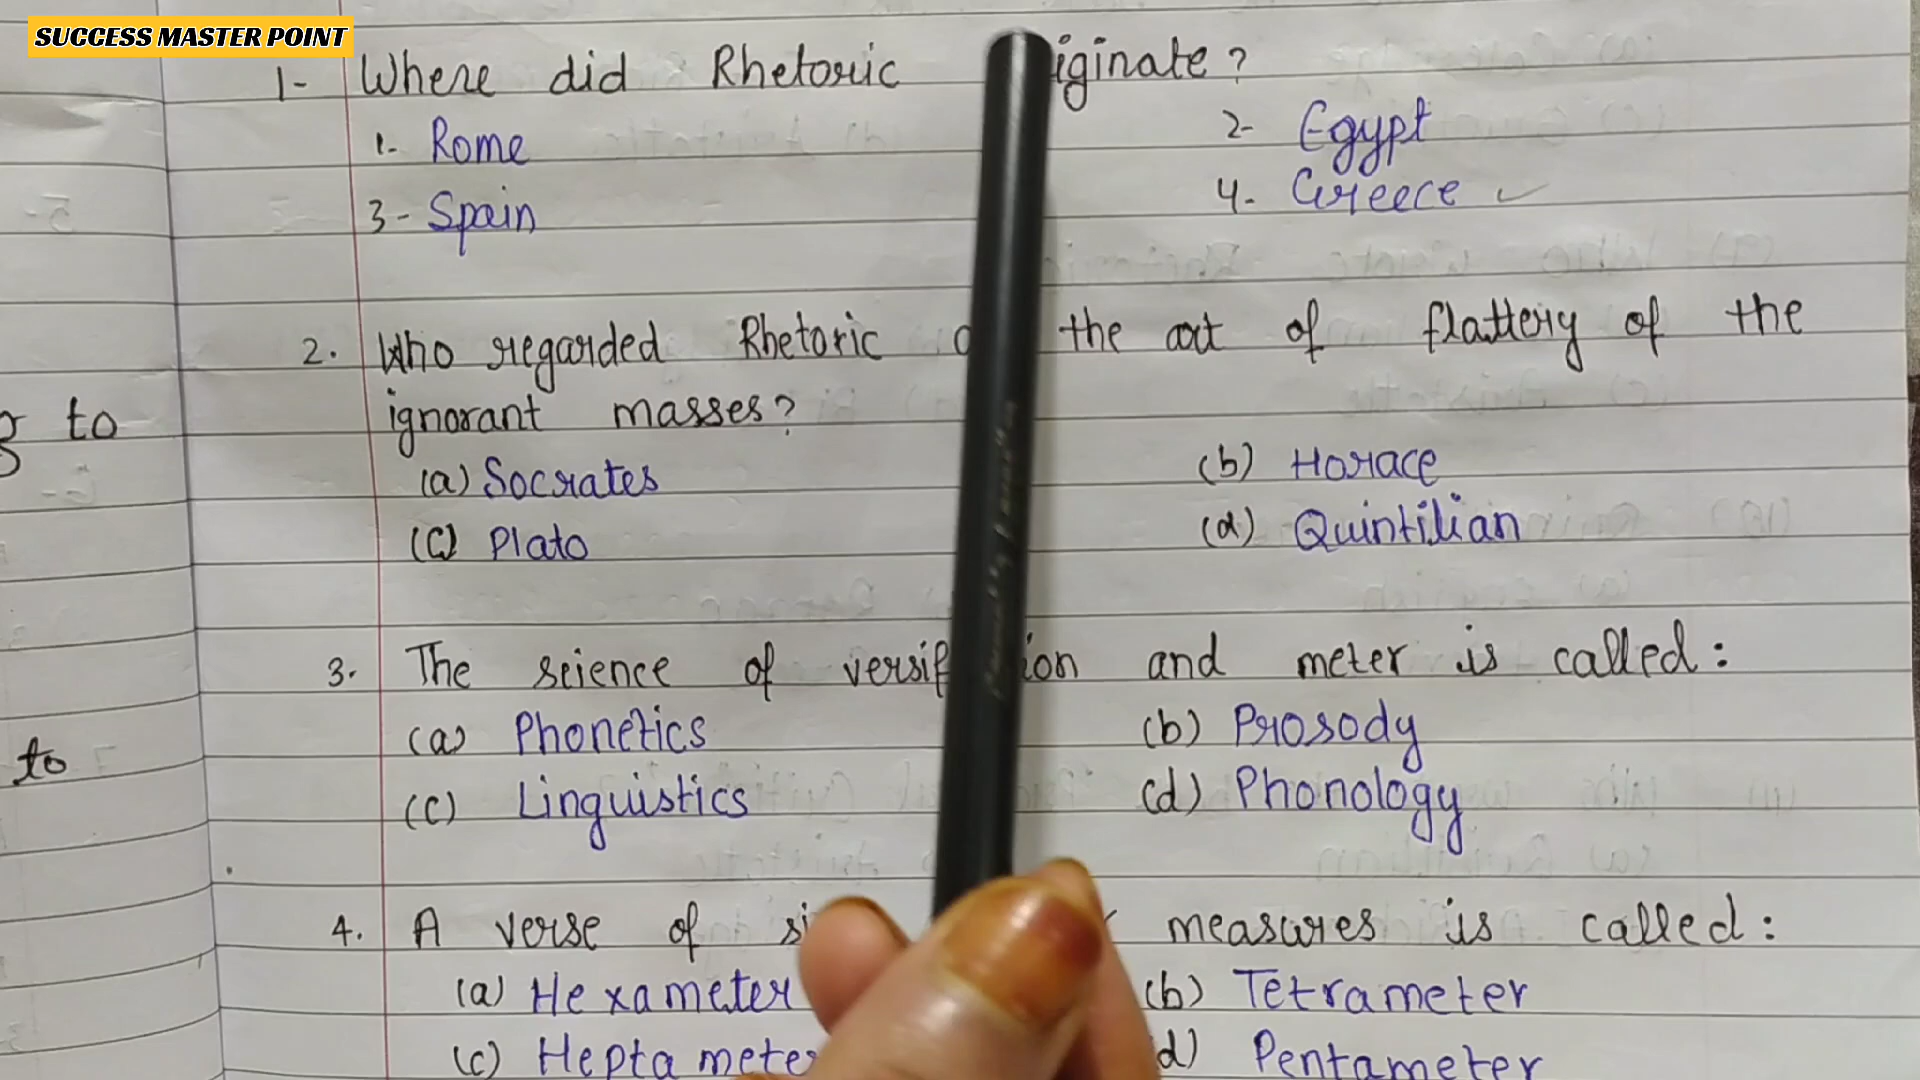 SUCCESS MASTER POINT
1- Where did Rhetoric iginate?
1- Rome 2- Egypt
3- Spain 4- Greece ✓
2. Who regarded Rhetoric the art of flattery of the
ignorant masses?
(a) Socrates (b) Horace
(c) Plato (d) Quintilian
3. The science of versif ion and meter is called:
(a) Phonetics (b) Prosody
(c) Linguistics (d) Phonology
to
to
4. A verse of si measures is called:
(a) Hexameter (b) Tetrameter
(c) Heptameter d) Pentameter